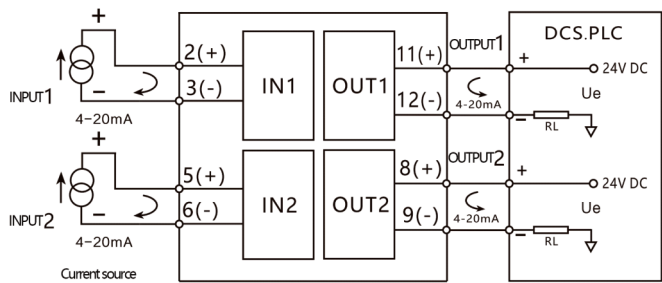 +
2(+)
3(-)
INPUT1
−
4-20mA
IN1
OUT1
11(+)
12(-)
OUTPUT1
4-20mA
DCS.PLC
+
24V DC
Ue
−
RL
+
5(+)
6(-)
INPUT2
−
4-20mA
IN2
OUT2
8(+)
9(-)
OUTPUT2
4-20mA
+
24V DC
Ue
−
RL
Current source